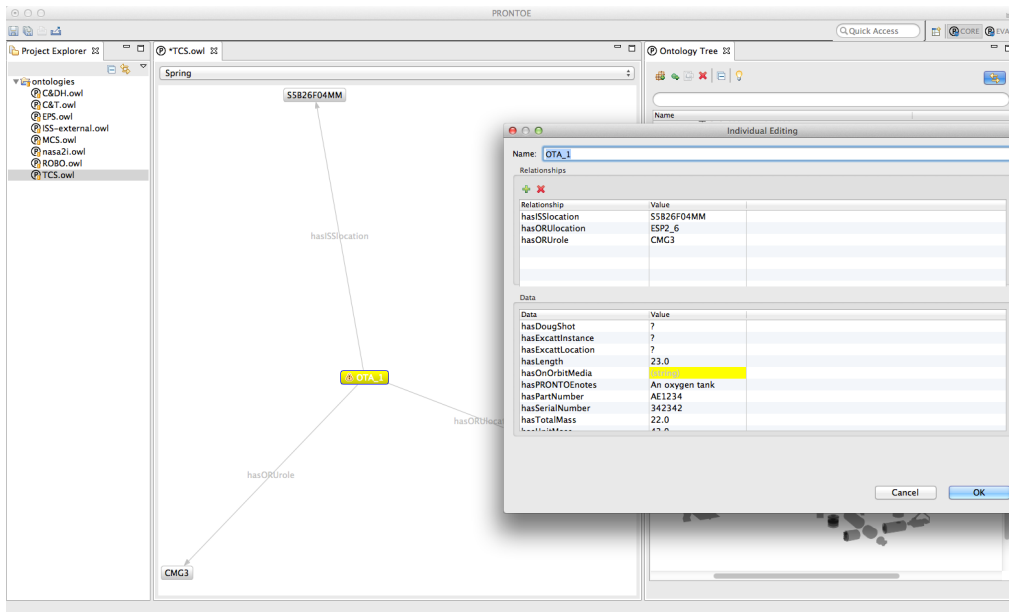 PRONTOE
Quick Access
CORE
EVA
Project Explorer
*TCS.owl
Ontology Tree
ontologies
C&DH.owl
C&T.owl
EPS.owl
ISS-external.owl
MCS.owl
nasa2i.owl
ROBO.owl
TCS.owl
Spring
S5B26F04MM
hasISSlocation
OTA_1
hasORUloca
hasORUrole
CMG3
Name
Individual Editing
Name: OTA_1
Relationships
Relationship Value
hasISSlocation S5B26F04MM
hasORUlocation ESP2_6
hasORUrole CMG3
Data
Data Value
hasDougShot ?
hasExcattInstance ?
hasExcattLocation ?
hasLength 23.0
hasOnOrbitMedia (string)
hasPRONTOEnotes An oxygen tank
hasPartNumber AE1234
hasSerialNumber 342342
hasTotalMass 22.0
hasUnitMass
Cancel OK